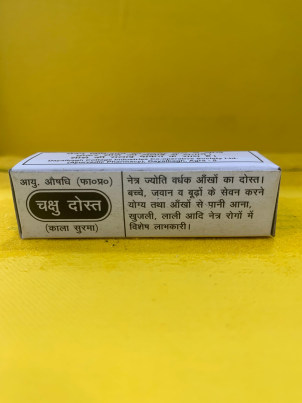 आयु. औषधि (फा०प्र०)
चक्षु दोस्त
(काला सुरमा)
नेत्र ज्योति वर्धक आँखों का दोस्त।
बच्चे, जवान व बूढ़ों के सेवन करने
योग्य तथा आँखों से पानी आना,
खुजली, लाली आदि नेत्र रोगों में
विशेष लाभकारी।